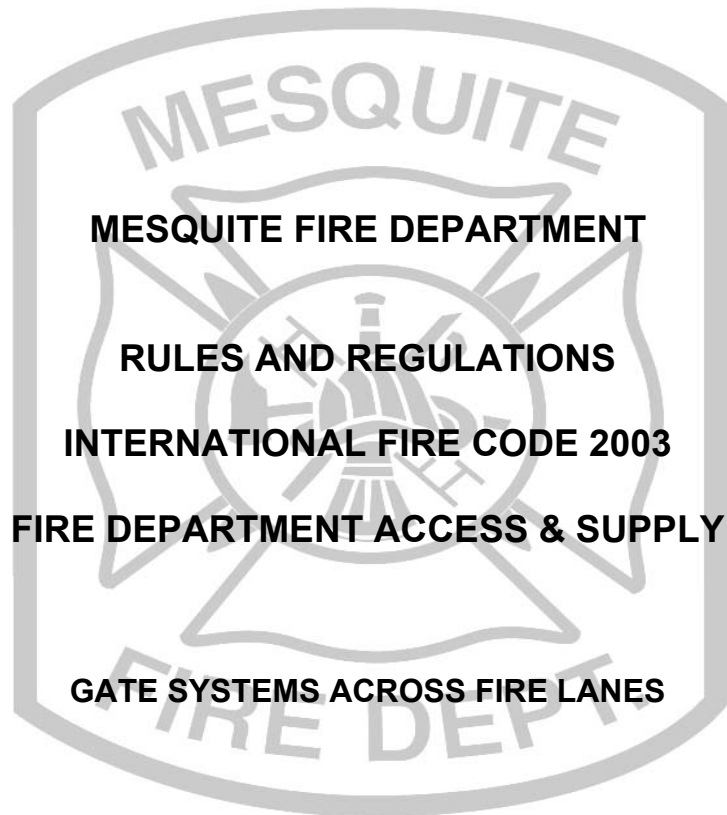 MESQUITE
MESQUITE FIRE DEPARTMENT
RULES AND REGULATIONS
INTERNATIONAL FIRE CODE 2003
FIRE DEPARTMENT ACCESS & SUPPLY
GATE SYSTEMS ACROSS FIRE LANES
FIRE DEPT.